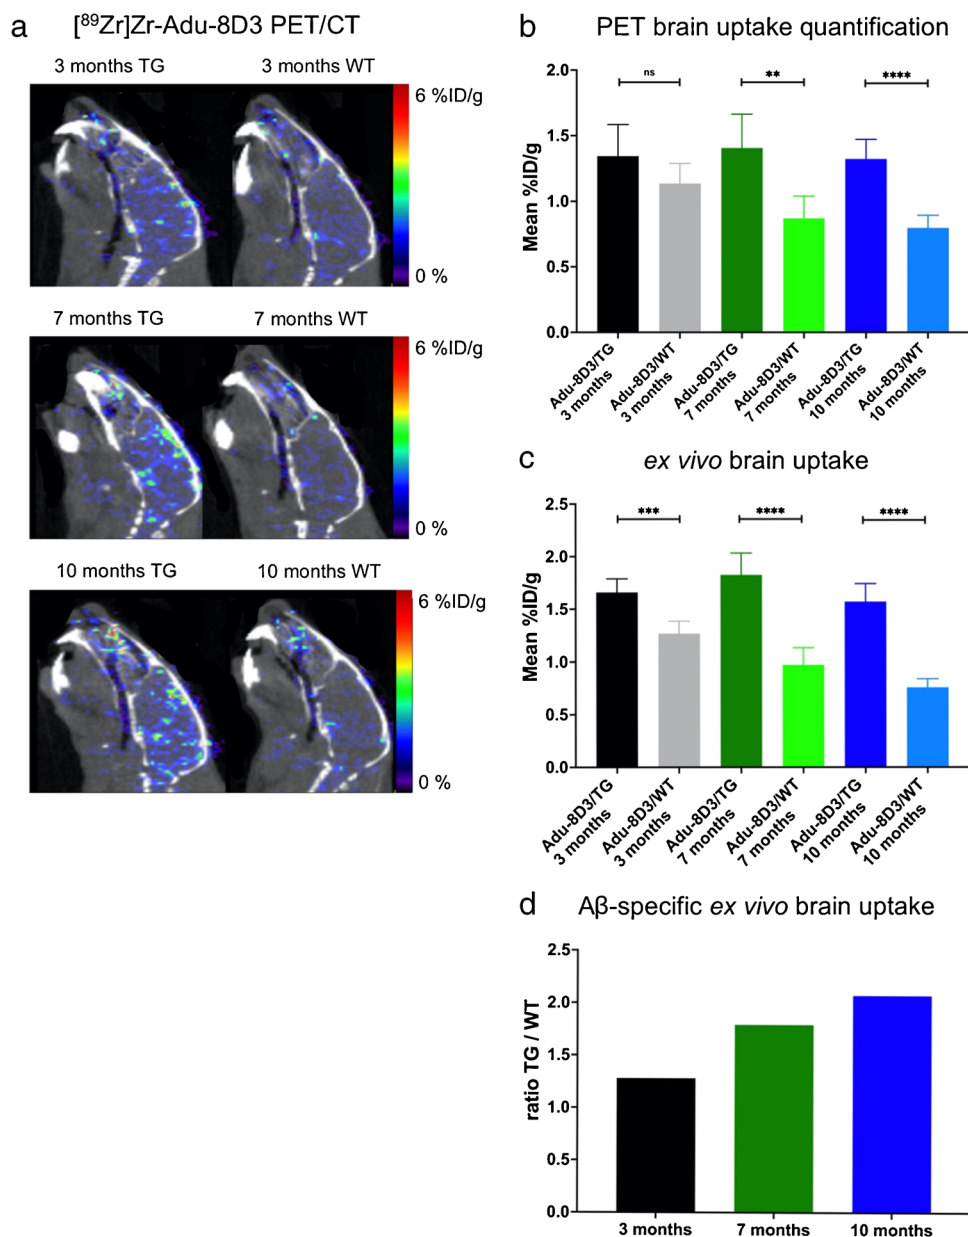 a
[⁸⁹Zr]Zr-Adu-8D3 PET/CT
3 months TG
3 months WT
6 %ID/g
0 %
7 months TG
7 months WT
6 %ID/g
0 %
10 months TG
10 months WT
6 %ID/g
0 %
b
PET brain uptake quantification
Mean %ID/g
2.0
1.5
1.0
0.5
0.0
ns
**
****
Adu-8D3/TG
3 months
Adu-8D3/WT
3 months
Adu-8D3/TG
7 months
Adu-8D3/WT
7 months
Adu-8D3/TG
10 months
Adu-8D3/WT
10 months
c
ex vivo brain uptake
Mean %ID/g
2.5
2.0
1.5
1.0
0.5
0.0
***
****
****
Adu-8D3/TG
3 months
Adu-8D3/WT
3 months
Adu-8D3/TG
7 months
Adu-8D3/WT
7 months
Adu-8D3/TG
10 months
Adu-8D3/WT
10 months
d
Aβ-specific ex vivo brain uptake
ratio TG / WT
2.5
2.0
1.5
1.0
0.5
0.0
3 months
7 months
10 months